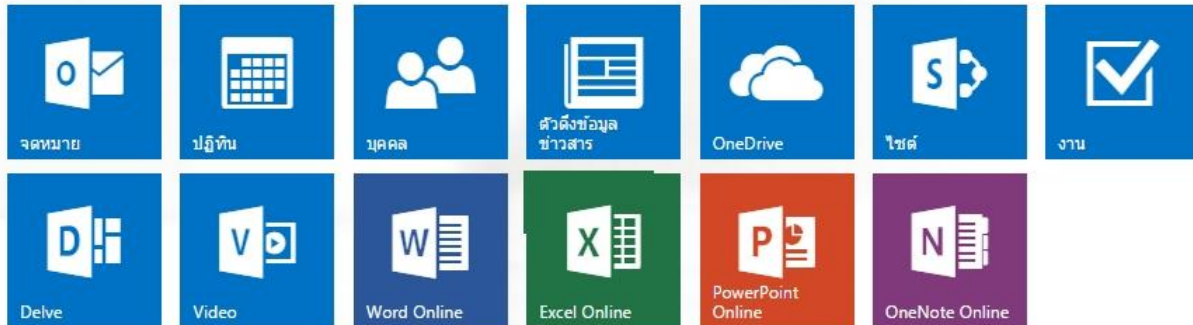 O
S
จดหมาย
ปฏิทิน
บุคคล
ตัวดึงข้อมูล
ข่าวสาร
OneDrive
ไซต์
งาน
D
V
W
X
P
N
Delve
Video
Word Online
Excel Online
PowerPoint
Online
OneNote Online